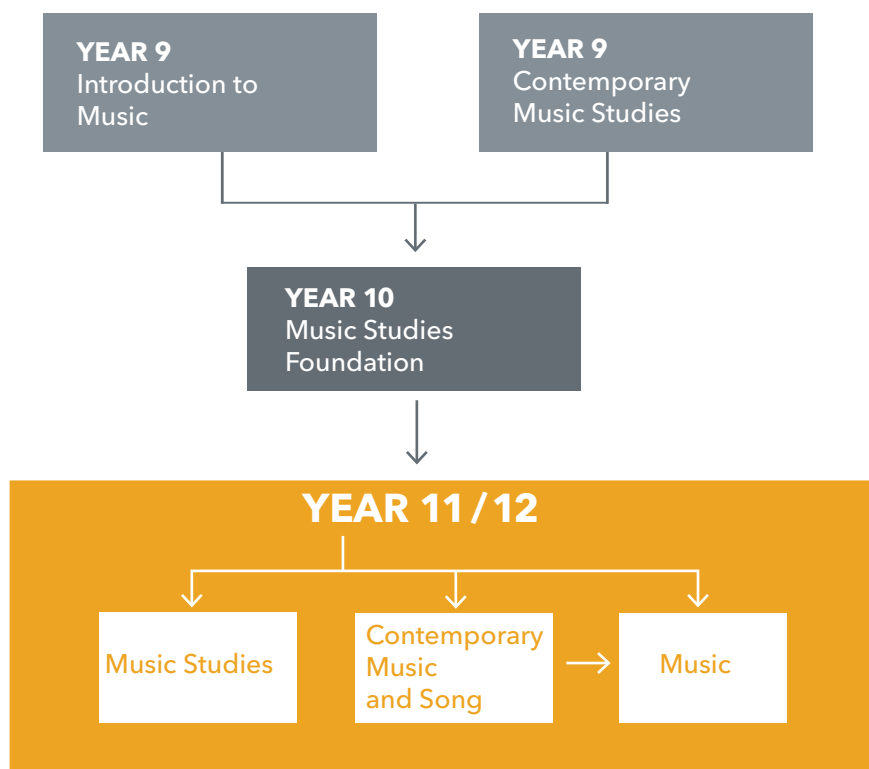 YEAR 9
Introduction to
Music
YEAR 9
Contemporary
Music Studies
YEAR 10
Music Studies
Foundation
YEAR 11/12
Music Studies
Contemporary
Music
and Song
Music